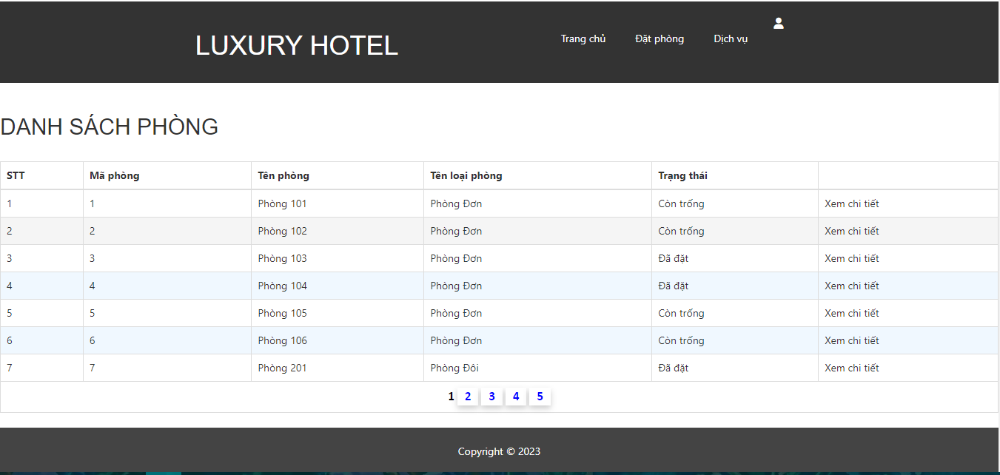 LUXURY HOTEL Trang chủ Đặt phòng Dịch vụ
DANH SÁCH PHÒNG
STT Mã phòng Tên phòng Tên loại phòng Trạng thái
1 1 Phòng 101 Phòng Đơn Còn trống Xem chi tiết
2 2 Phòng 102 Phòng Đơn Còn trống Xem chi tiết
3 3 Phòng 103 Phòng Đơn Đã đặt Xem chi tiết
4 4 Phòng 104 Phòng Đơn Đã đặt Xem chi tiết
5 5 Phòng 105 Phòng Đơn Còn trống Xem chi tiết
6 6 Phòng 106 Phòng Đơn Còn trống Xem chi tiết
7 7 Phòng 201 Phòng Đôi Đã đặt Xem chi tiết
1 2 3 4 5
Copyright © 2023